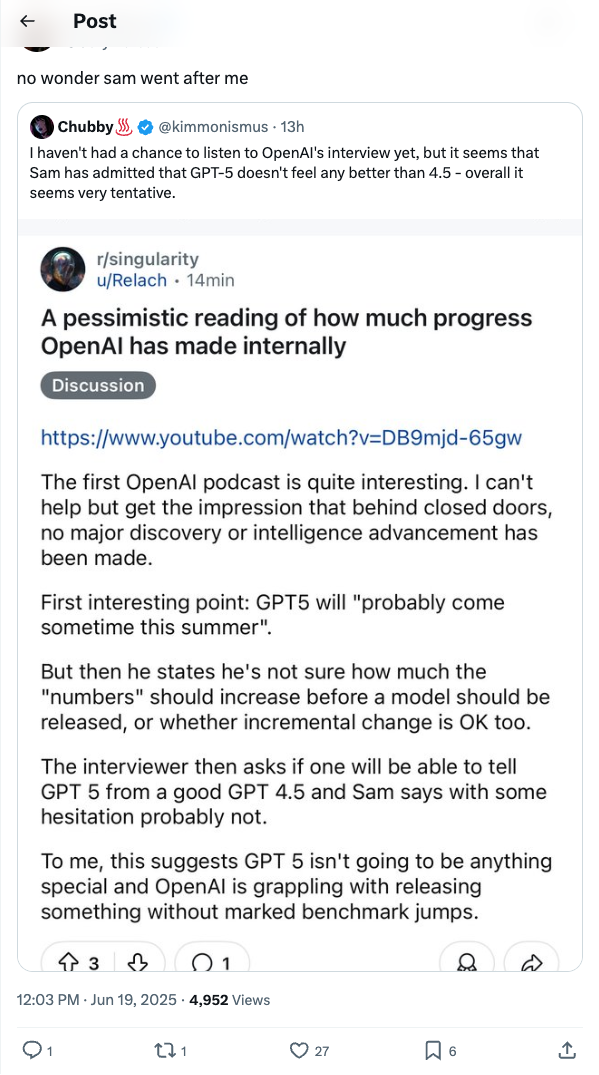 Post
no wonder sam went after me
Chubby♨️ @kimmonismus · 13h
I haven't had a chance to listen to OpenAI's interview yet, but it seems that
Sam has admitted that GPT-5 doesn't feel any better than 4.5 - overall it
seems very tentative.
r/singularity
u/Relach • 14min
A pessimistic reading of how much progress
OpenAI has made internally
Discussion
https://www.youtube.com/watch?v=DB9mjd-65gw
The first OpenAI podcast is quite interesting. I can't
help but get the impression that behind closed doors,
no major discovery or intelligence advancement has
been made.
First interesting point: GPT5 will "probably come
sometime this summer".
But then he states he's not sure how much the
"numbers" should increase before a model should be
released, or whether incremental change is OK too.
The interviewer then asks if one will be able to tell
GPT 5 from a good GPT 4.5 and Sam says with some
hesitation probably not.
To me, this suggests GPT 5 isn't going to be anything
special and OpenAI is grappling with releasing
something without marked benchmark jumps.
3 1
12:03 PM · Jun 19, 2025 · 4,952 Views
1 1 27 6